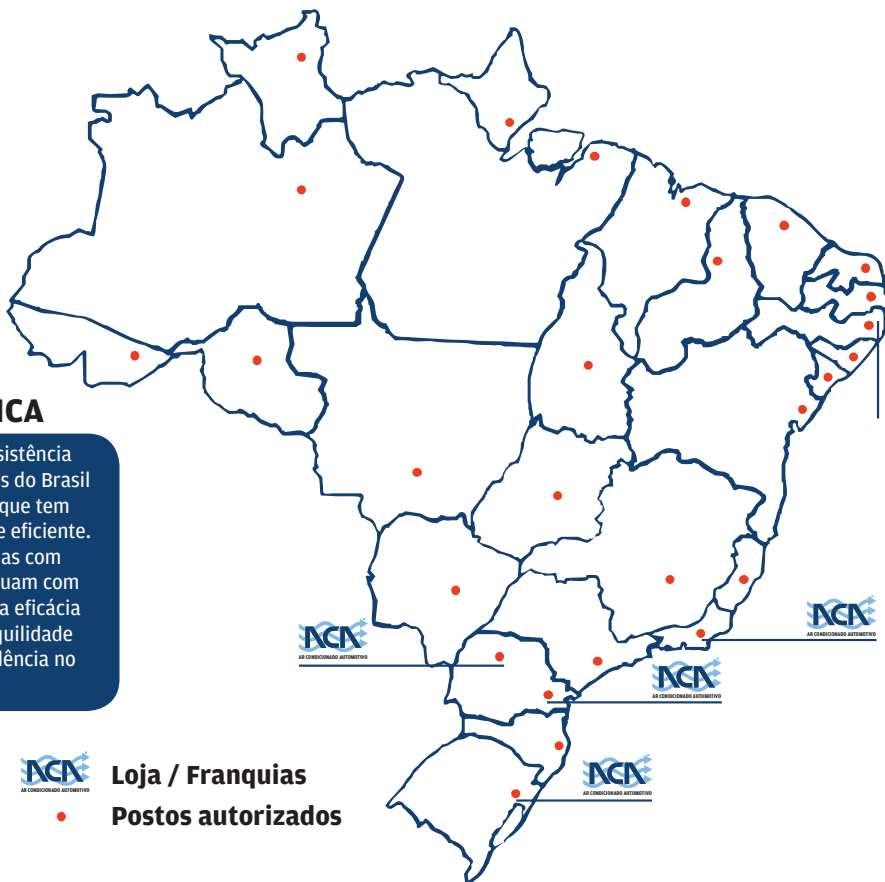 ICA
sistência
s do Brasil
que tem
e eficiente.
as com
uam com
a eficácia
quilidade
dência no
ACA
AR CONDICIONADO AUTOMOTIVO
ACA
AR CONDICIONADO AUTOMOTIVO
ACA
AR CONDICIONADO AUTOMOTIVO
ACA
AR CONDICIONADO AUTOMOTIVO
ACA
AR CONDICIONADO AUTOMOTIVO
Loja / Franquias
Postos autorizados